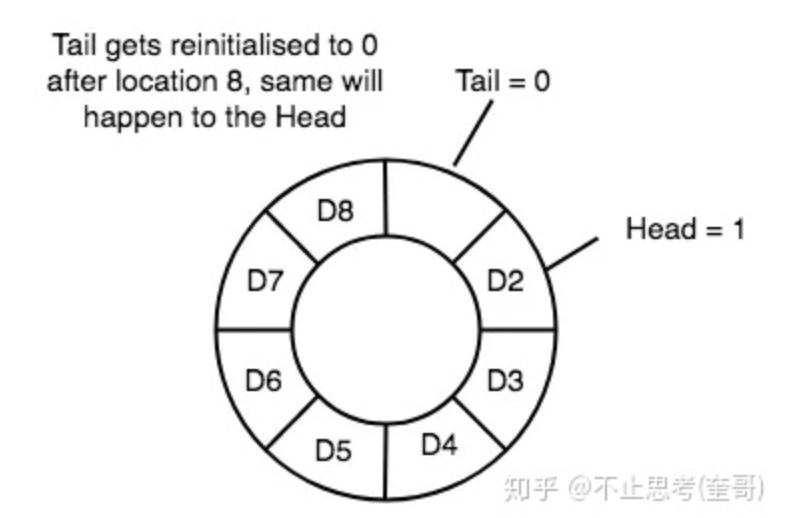 Tail gets reinitialised to 0
after location 8, same will
happen to the Head
Tail = 0
Head = 1
D8
D7
D2
D6
D3
D5
D4
知乎 @不止思考(奎哥)